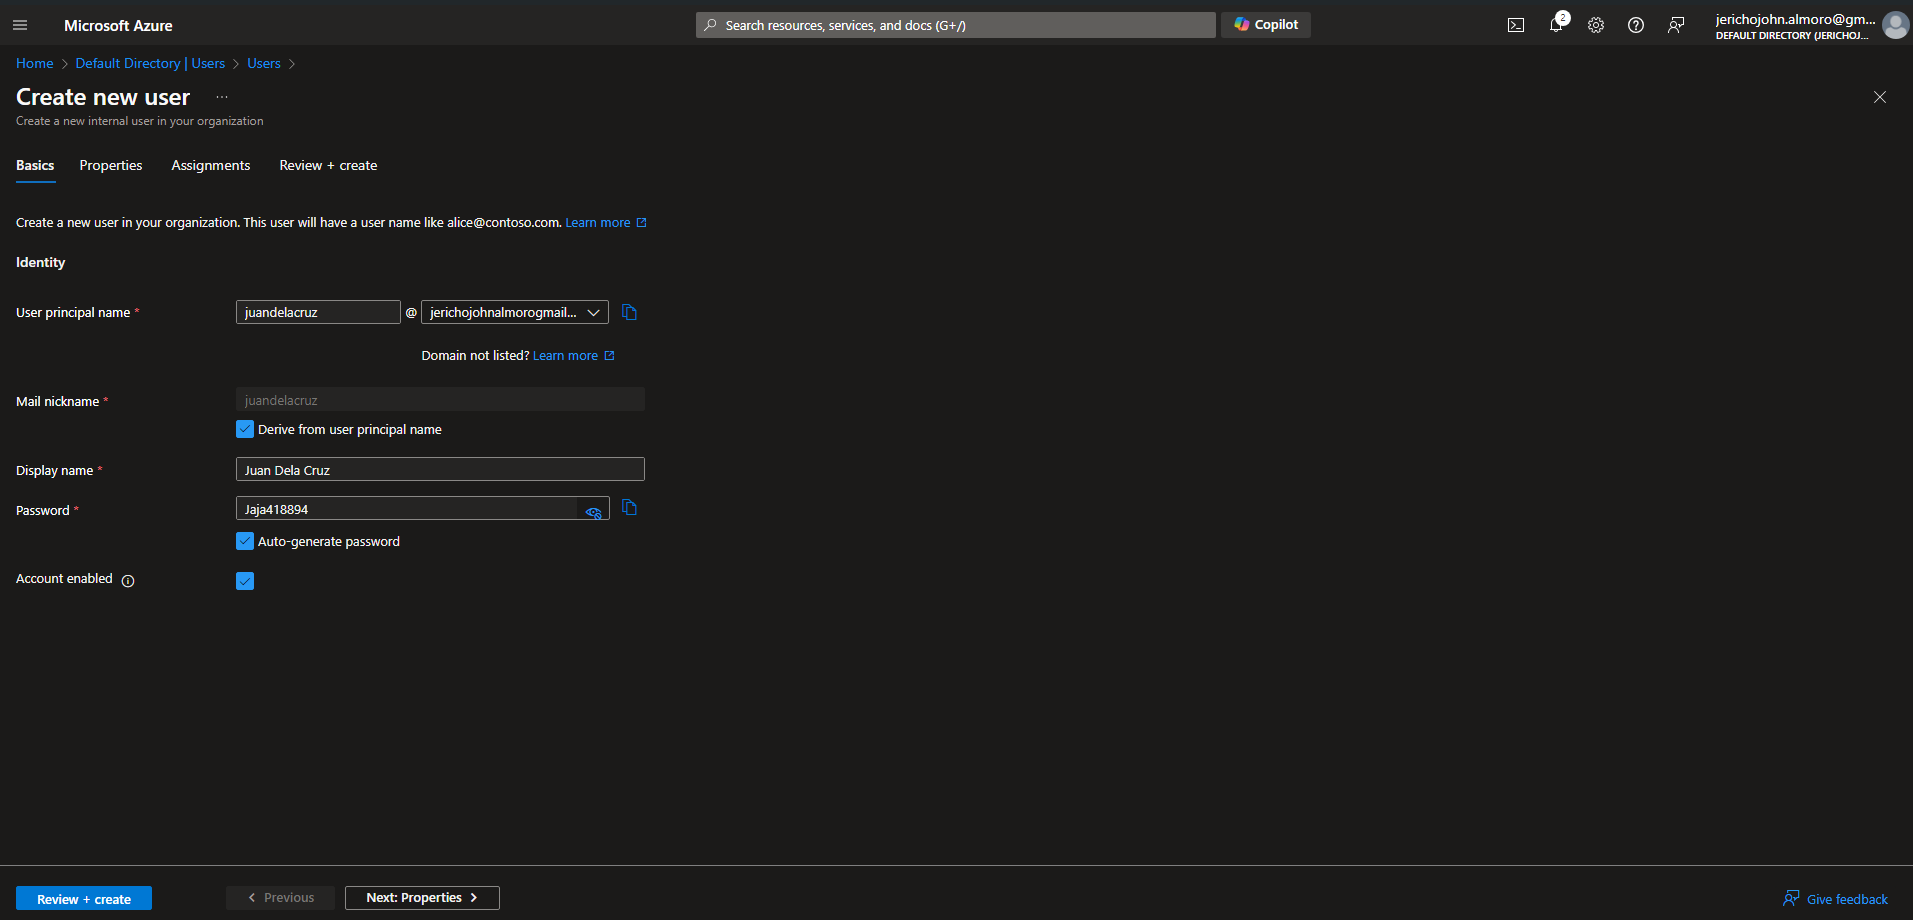 Microsoft Azure
Search resources, services, and docs (G+/)
Copilot
2
jerichojohn.almoro@gm...
DEFAULT DIRECTORY (JERICHOJ...
Home > Default Directory | Users > Users >
Create new user ...
Create a new internal user in your organization
Basics Properties Assignments Review + create
Create a new user in your organization. This user will have a user name like alice@contoso.com. Learn more
Identity
User principal name * juandelacruz @ jerichojohnalmorogmail...
Domain not listed? Learn more
Mail nickname * juandelacruz
Derive from user principal name
Display name * Juan Dela Cruz
Password * Jaja418894
Auto-generate password
Account enabled
Review + create < Previous Next: Properties > Give feedback